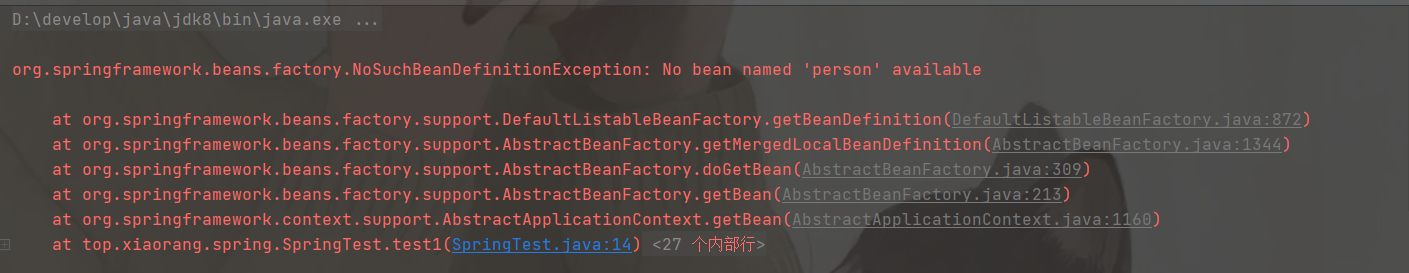 D:\develop\java\jdk8\bin\java.exe ...
org.springframework.beans.factory.NoSuchBeanDefinitionException: No bean named 'person' available
at org.springframework.beans.factory.support.DefaultListableBeanFactory.getBeanDefinition(DefaultListableBeanFactory.java:872)
at org.springframework.beans.factory.support.AbstractBeanFactory.getMergedLocalBeanDefinition(AbstractBeanFactory.java:1344)
at org.springframework.beans.factory.support.AbstractBeanFactory.doGetBean(AbstractBeanFactory.java:309)
at org.springframework.beans.factory.support.AbstractBeanFactory.getBean(AbstractBeanFactory.java:213)
at org.springframework.context.support.AbstractApplicationContext.getBean(AbstractApplicationContext.java:1160)
at top.xiaorang.spring.SpringTest.test1(SpringTest.java:14) <27 个内部行>